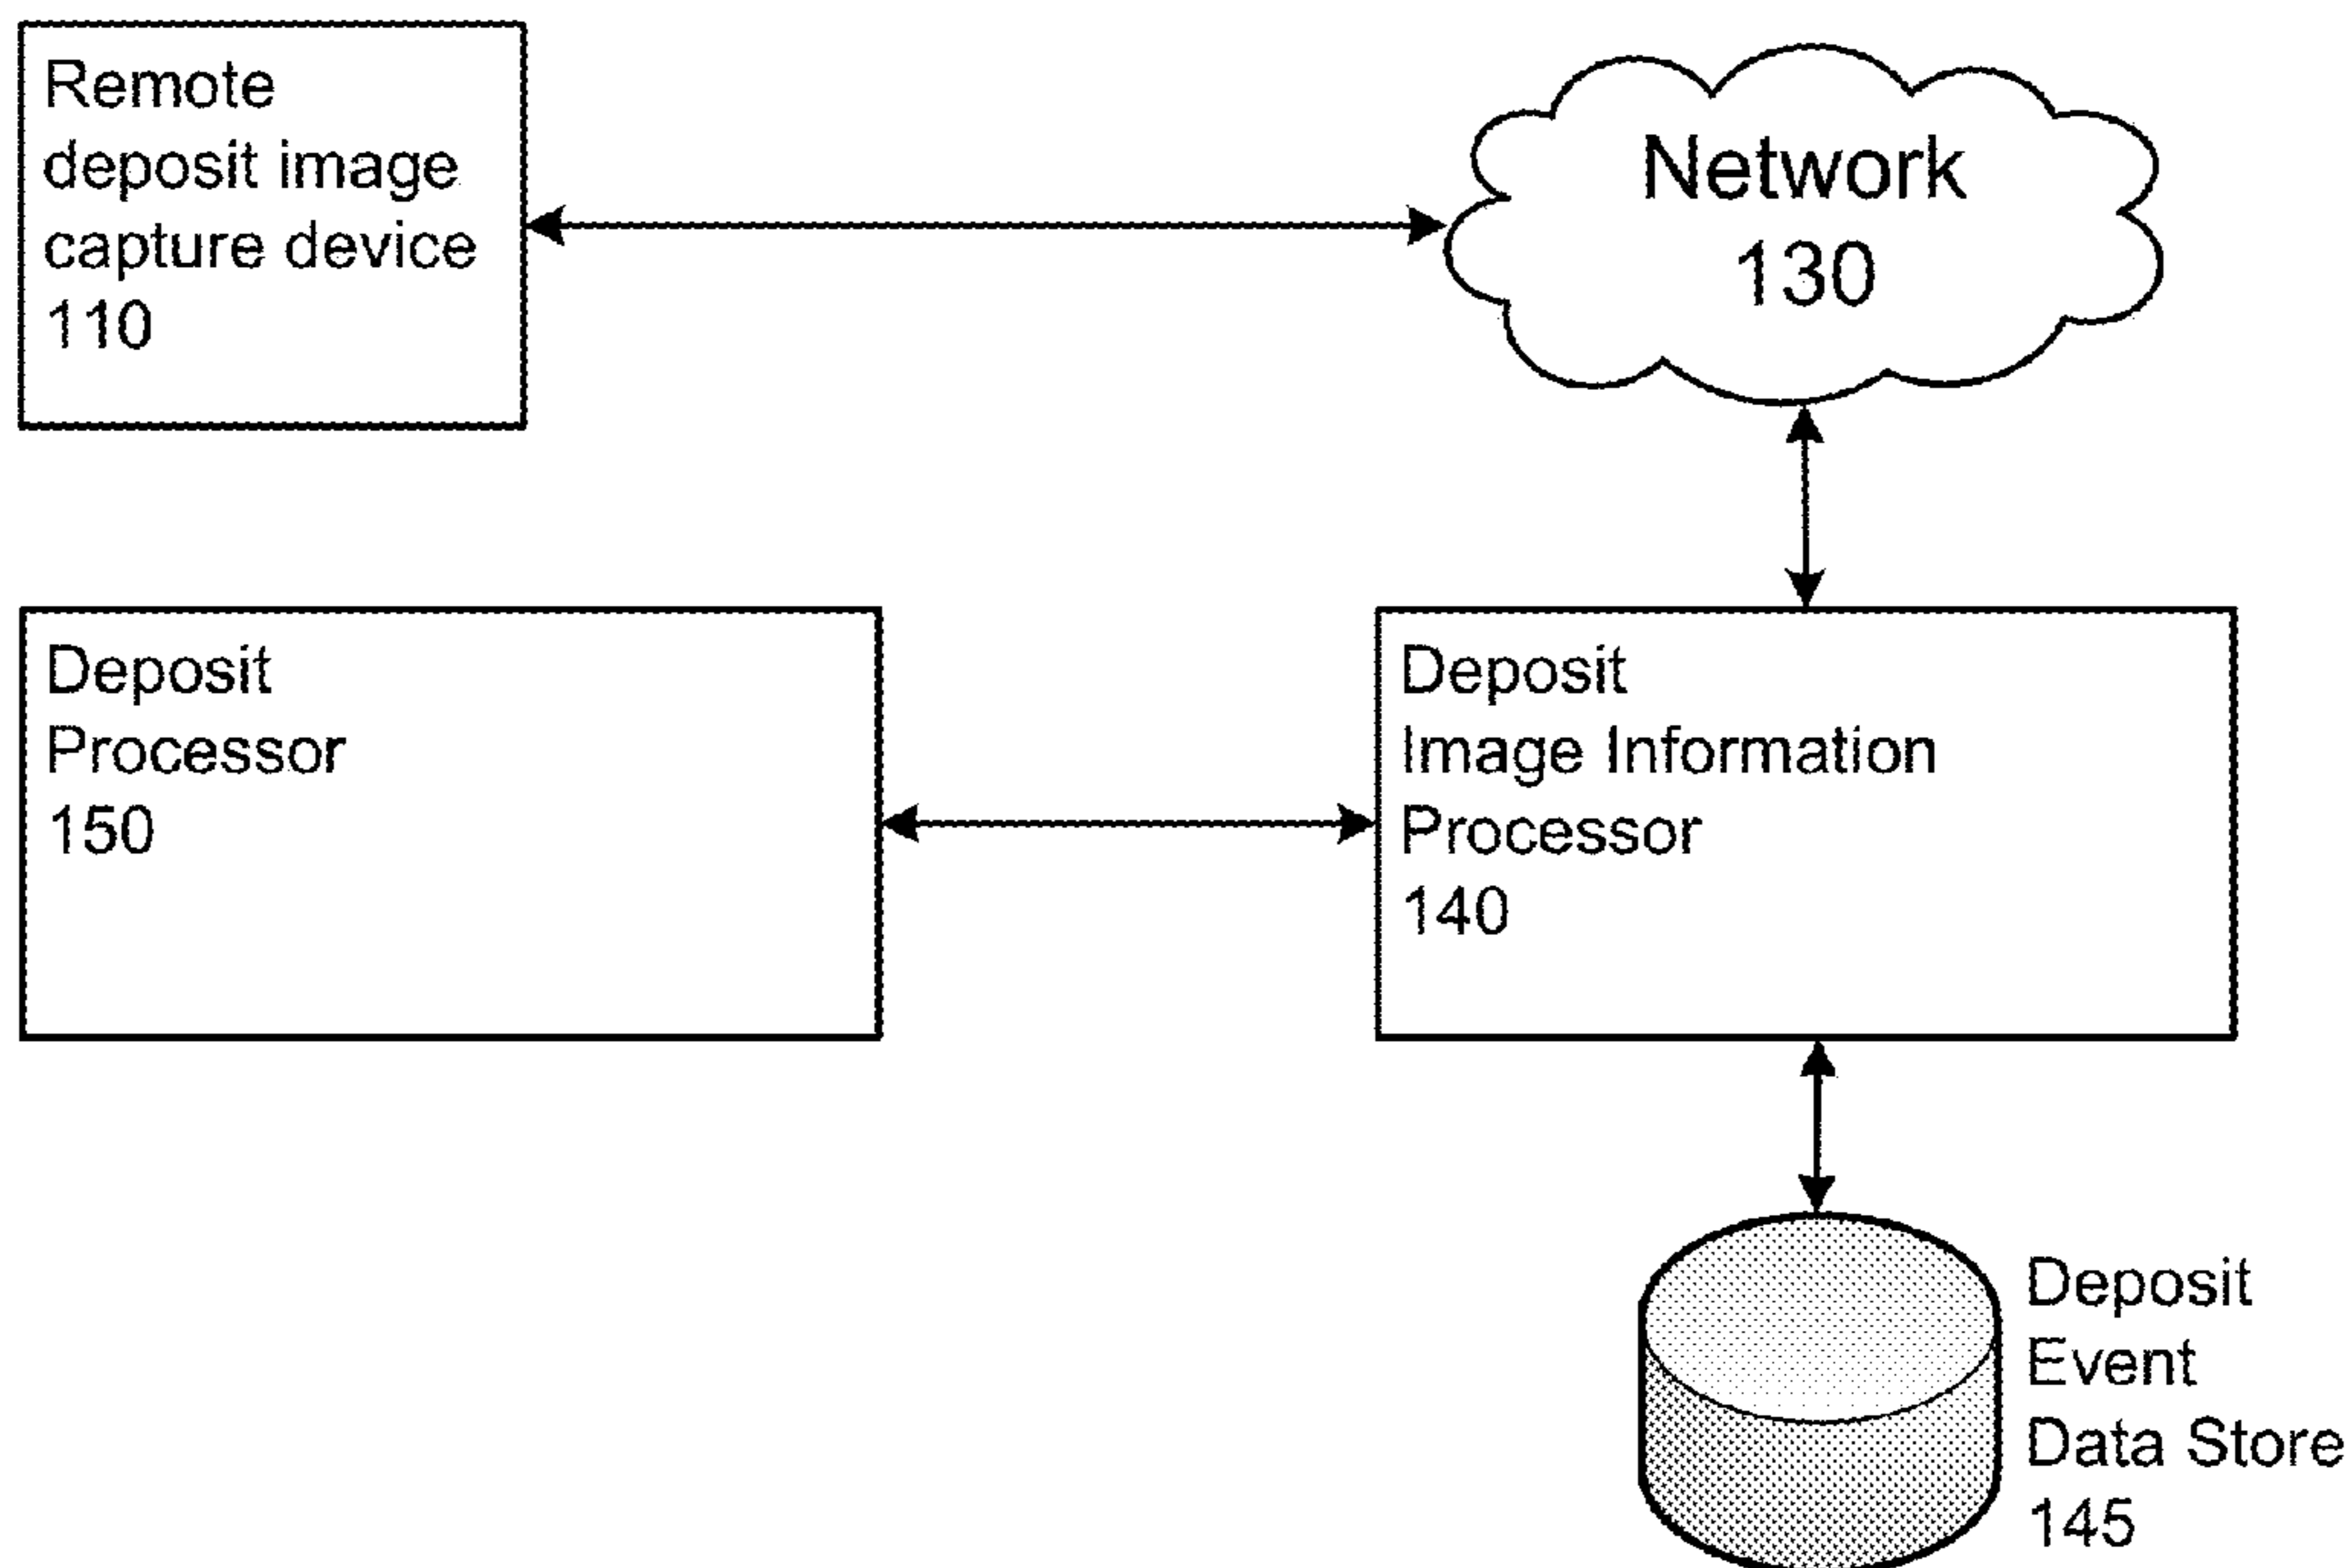 Remote
deposit image
capture device
110
Network
130
Deposit
Processor
150
Deposit
Image Information
Processor
140
Deposit
Event
Data Store
145